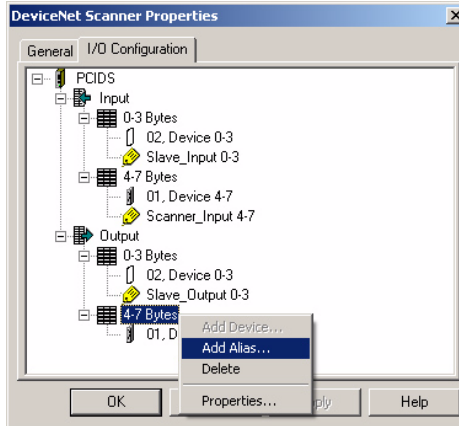 DeviceNet Scanner Properties
General
I/O Configuration
PCIDS
Input
0-3 Bytes
02, Device 0-3
Slave_Input 0-3
4-7 Bytes
01, Device 4-7
Scanner_Input 4-7
Output
0-3 Bytes
02, Device 0-3
Slave_Output 0-3
4-7 Bytes
01, D
Add Device...
Add Alias...
Delete
Properties...
OK
ply
Help